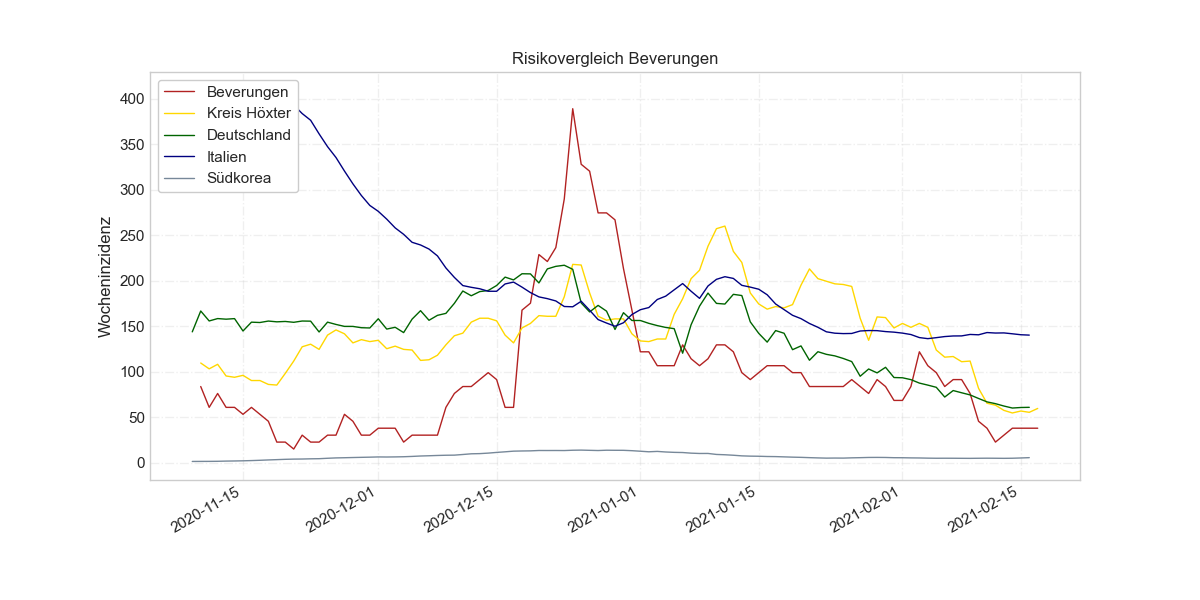 Risikovergleich Beverungen
Beverungen
Kreis Höxter
Deutschland
Italien
Südkorea
Wocheninzidenz
400
350
300
250
200
150
100
50
0
2020-11-15
2020-12-01
2020-12-15
2021-01-01
2021-01-15
2021-02-01
2021-02-15